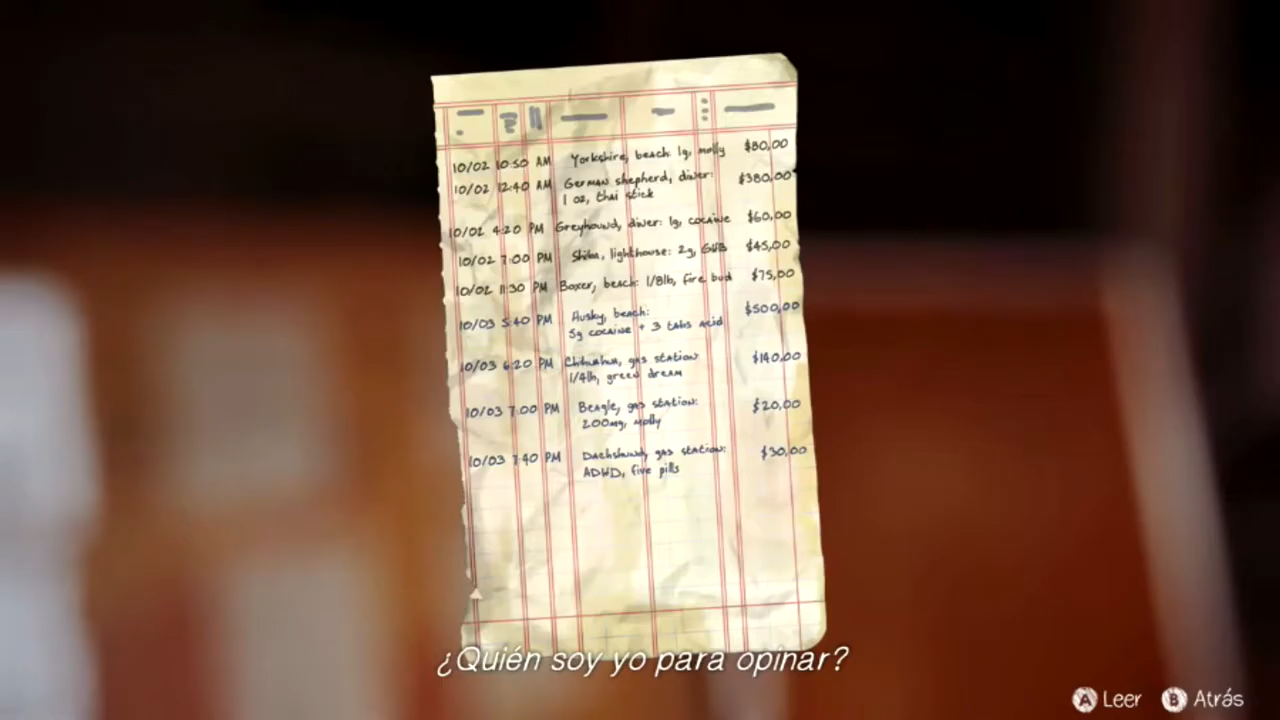 10/02 10:50 AM Yorkshire, beach: 1g, molly $80,00
10/02 12:40 AM German shepherd, diner: $380,00
1 oz, thai stick
10/02 4:20 PM Greyhound, diner: 1g, cocaine $60,00
10/02 7:00 PM Shiba, lighthouse: 2g, GHB $45,00
10/02 11:30 PM Boxer, beach: 1/8lb, fire bud $75,00
10/03 5:40 PM Husky, beach: $500,00
5g cocaine + 3 tabs acid
10/03 6:20 PM Chihuahua, gas station: $140,00
1/4lb, green dream
10/03 7:00 PM Beagle, gas station: $20,00
200mg, molly
10/03 7:40 PM Dachshund, gas station: $30,00
ADHD, five pills
¿Quién soy yo para opinar?
A Leer B Atrás